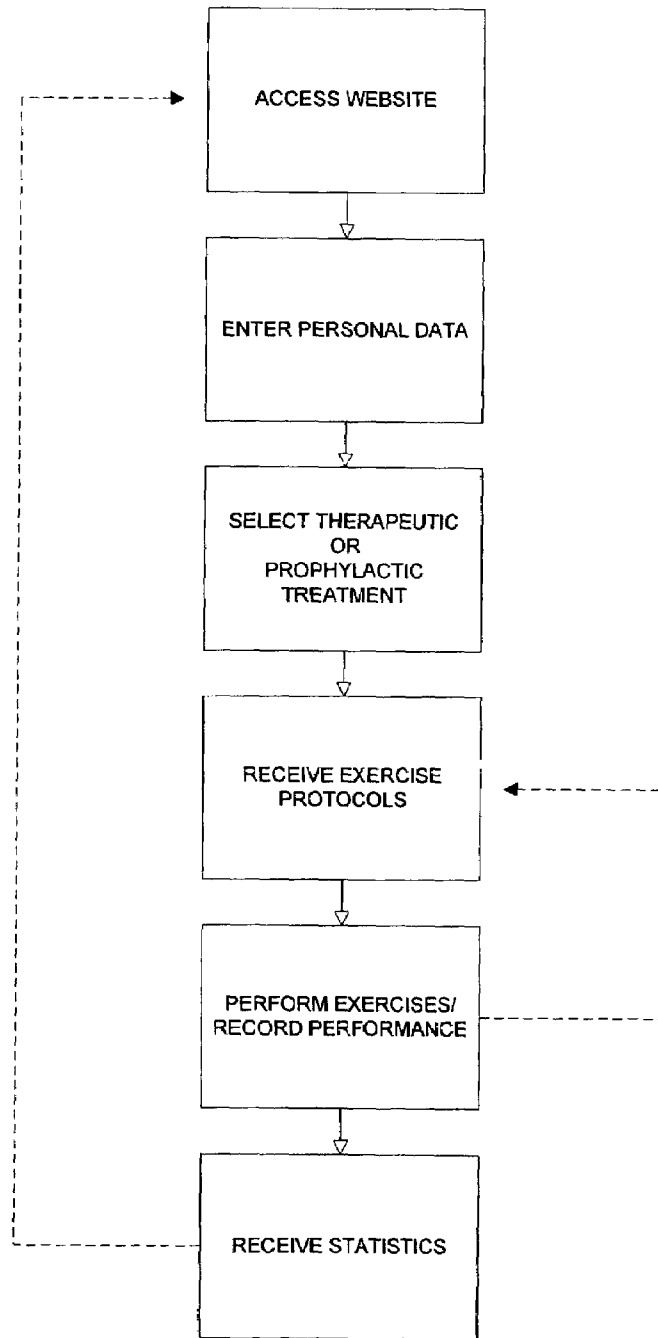 ACCESS WEBSITE
ENTER PERSONAL DATA
SELECT THERAPEUTIC
OR
PROPHYLACTIC
TREATMENT
RECEIVE EXERCISE
PROTOCOLS
PERFORM EXERCISES/
RECORD PERFORMANCE
RECEIVE STATISTICS